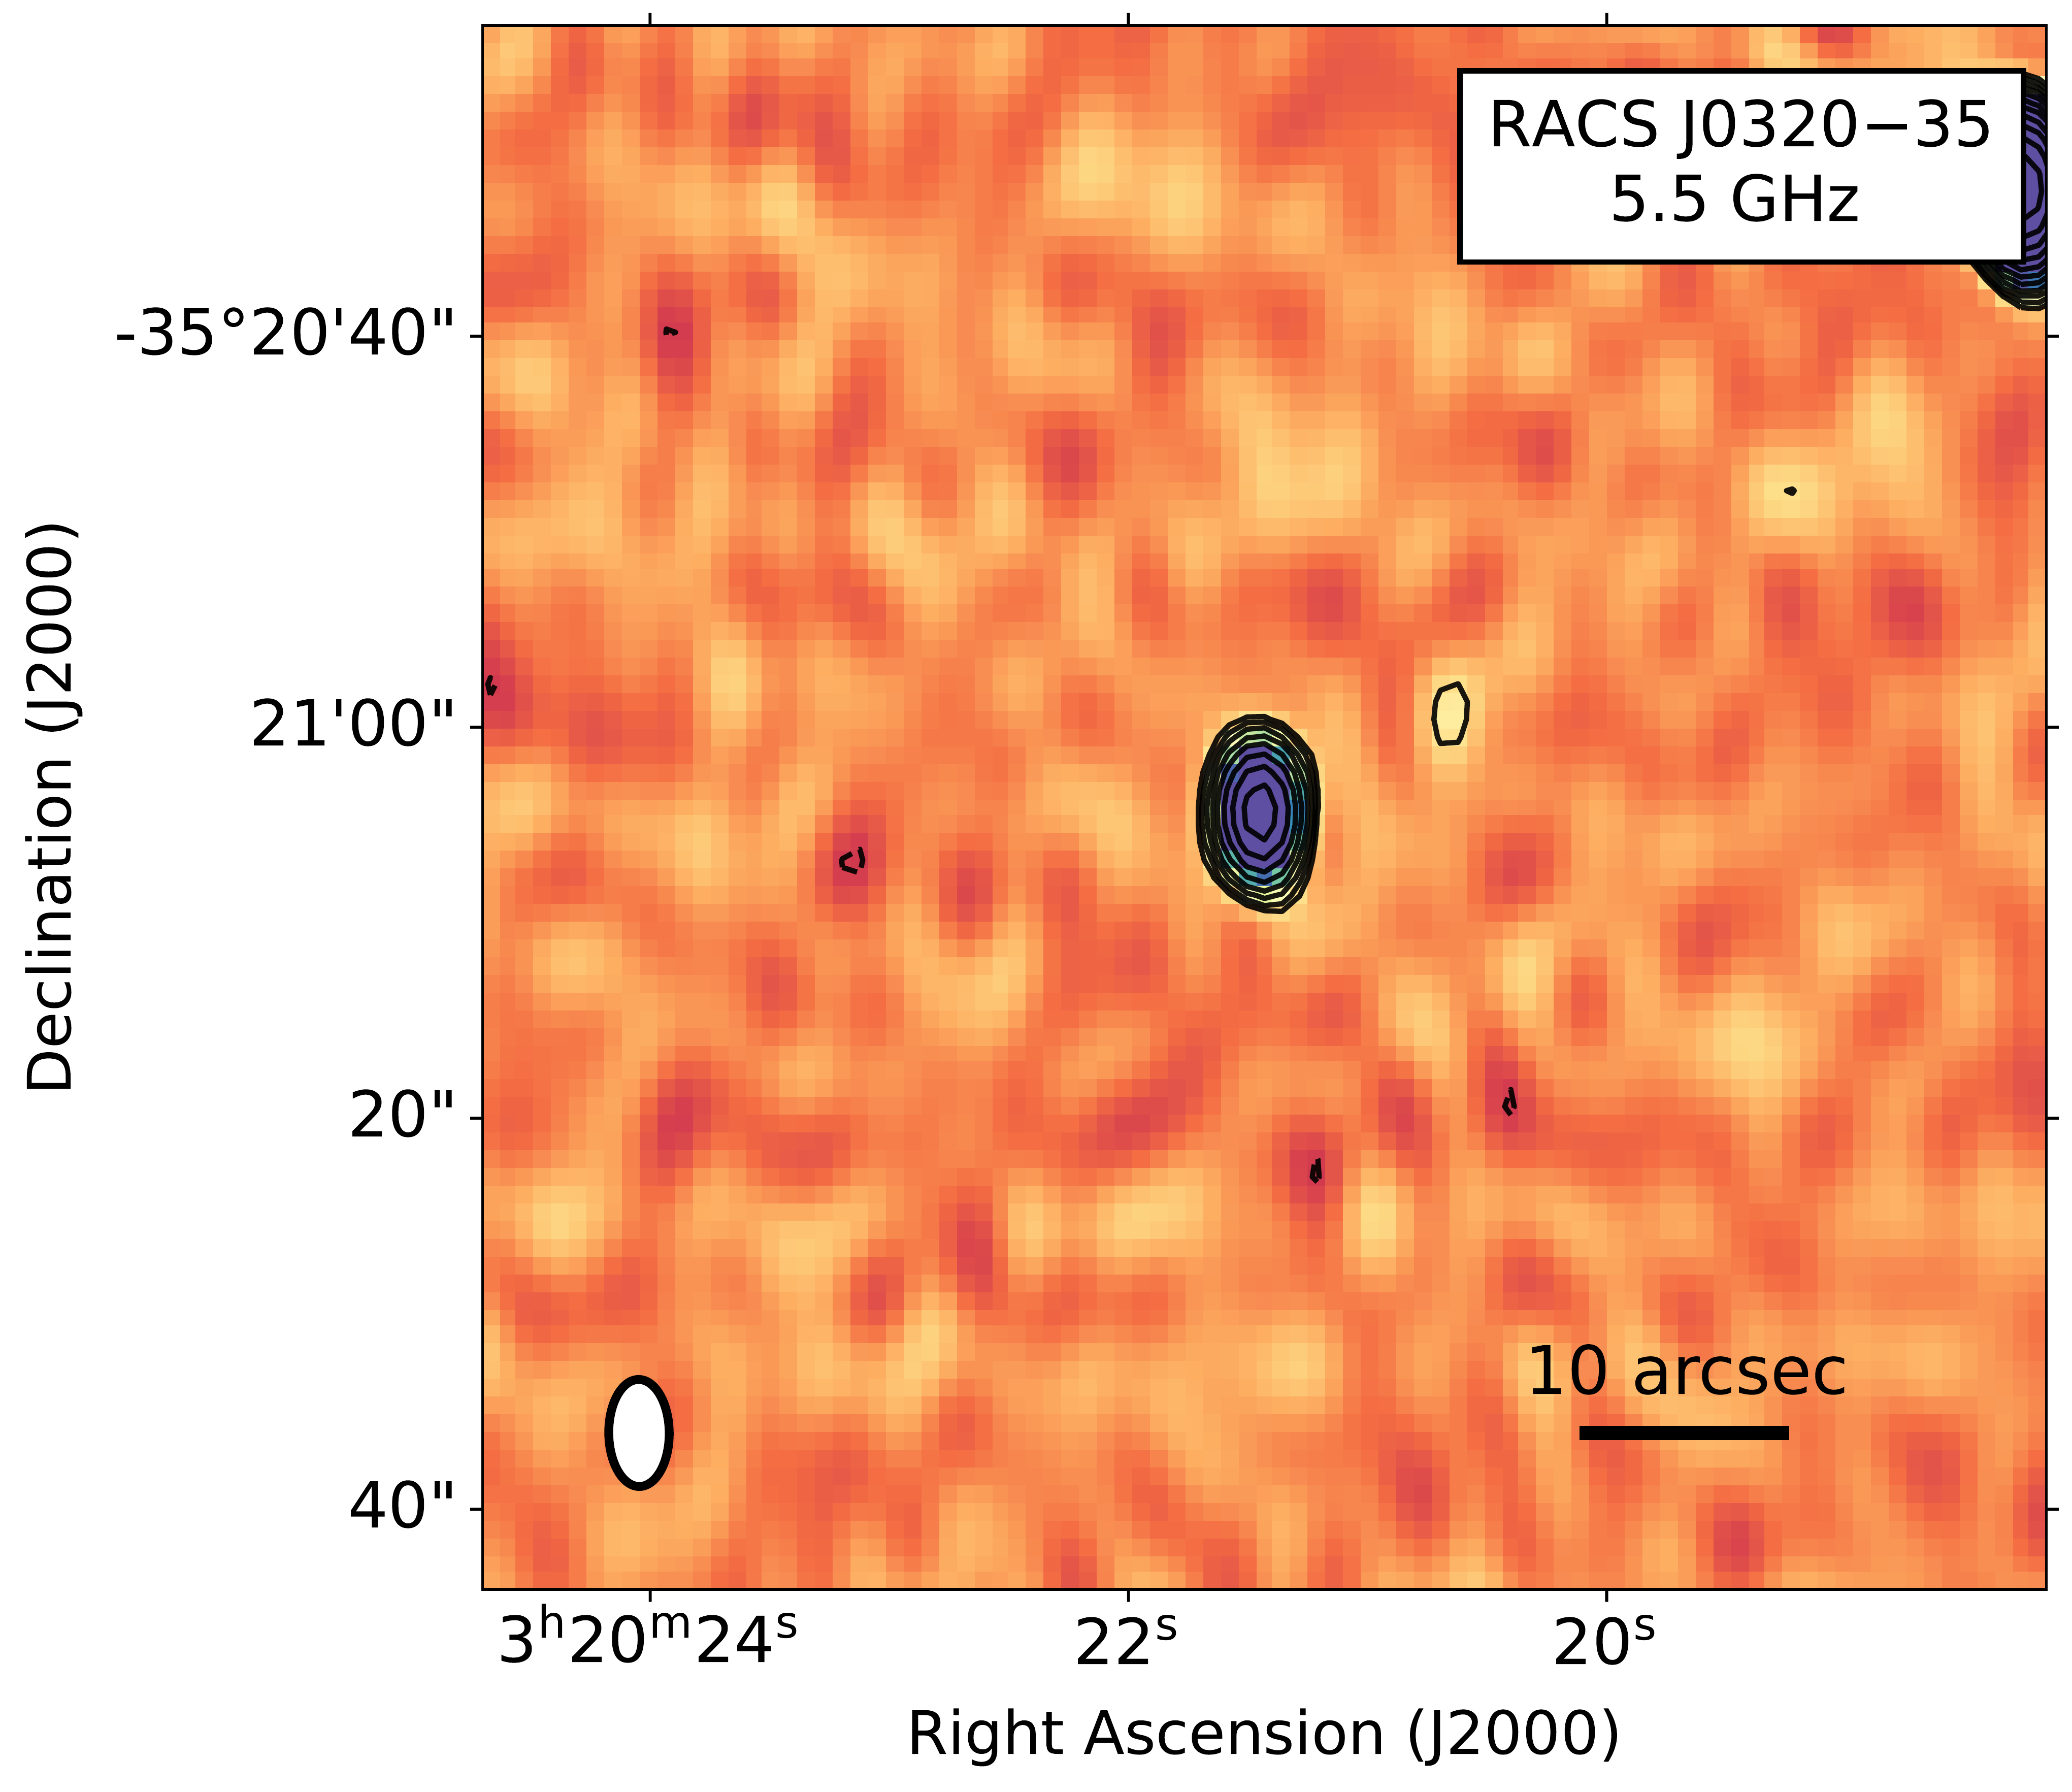 RACS J0320−35
5.5 GHz
-35°20'40"
21'00"
20"
40"
Declination (J2000)
10 arcsec
3ʰ20ᵐ24ˢ
22ˢ
20ˢ
Right Ascension (J2000)